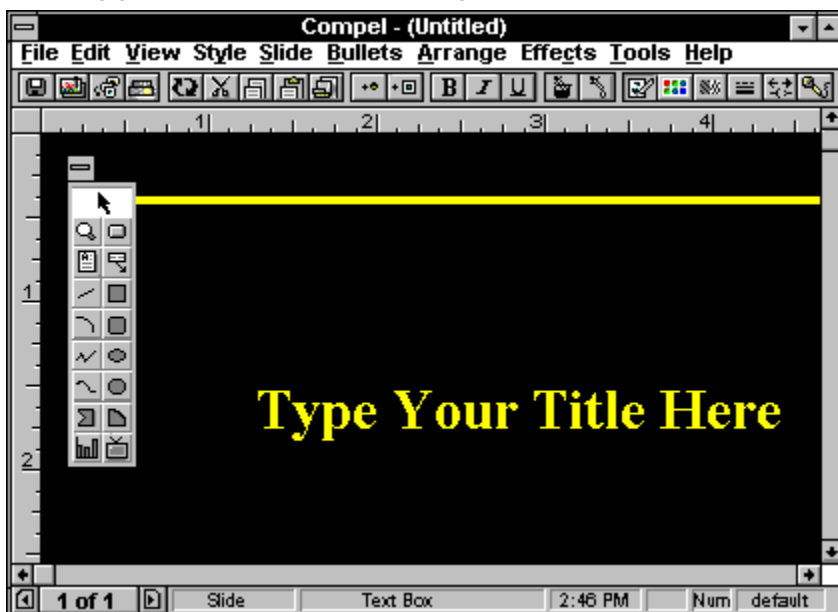 Compel - (Untitled)
File Edit View Style Slide Bullets Arrange Effects Tools Help
B I U
1 2 3 4
1
Type Your Title Here
2
1 of 1 Slide Text Box 2:46 PM Num default